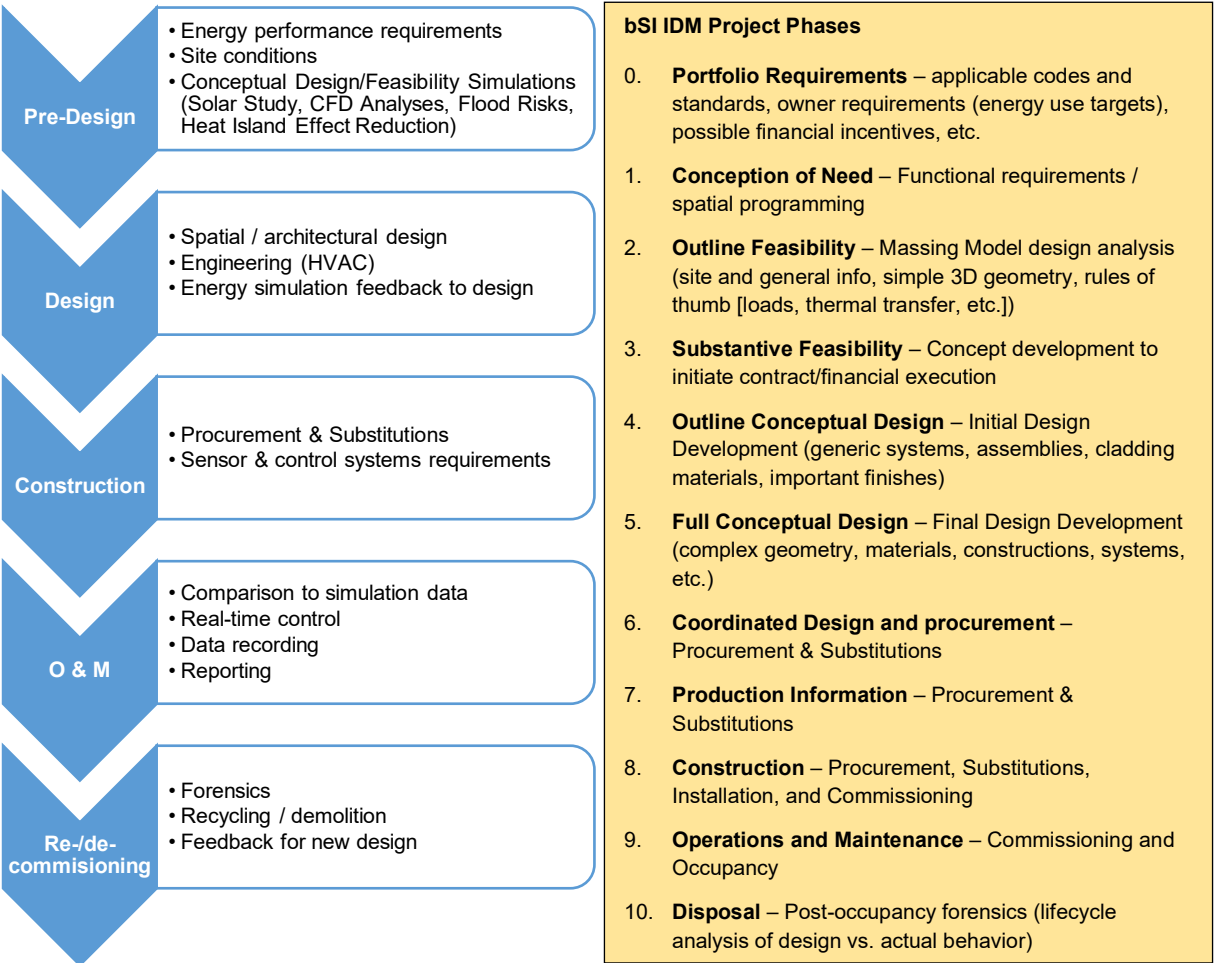 Pre-Design
• Energy performance requirements
• Site conditions
• Conceptual Design/Feasibility Simulations
(Solar Study, CFD Analyses, Flood Risks,
Heat Island Effect Reduction)
Design
• Spatial / architectural design
• Engineering (HVAC)
• Energy simulation feedback to design
Construction
• Procurement & Substitutions
• Sensor & control systems requirements
O & M
• Comparison to simulation data
• Real-time control
• Data recording
• Reporting
Re-/de-
commisioning
• Forensics
• Recycling / demolition
• Feedback for new design
bSI IDM Project Phases
0. Portfolio Requirements – applicable codes and
standards, owner requirements (energy use targets),
possible financial incentives, etc.
1. Conception of Need – Functional requirements /
spatial programming
2. Outline Feasibility – Massing Model design analysis
(site and general info, simple 3D geometry, rules of
thumb [loads, thermal transfer, etc.])
3. Substantive Feasibility – Concept development to
initiate contract/financial execution
4. Outline Conceptual Design – Initial Design
Development (generic systems, assemblies, cladding
materials, important finishes)
5. Full Conceptual Design – Final Design Development
(complex geometry, materials, constructions, systems,
etc.)
6. Coordinated Design and procurement –
Procurement & Substitutions
7. Production Information – Procurement &
Substitutions
8. Construction – Procurement, Substitutions,
Installation, and Commissioning
9. Operations and Maintenance – Commissioning and
Occupancy
10. Disposal – Post-occupancy forensics (lifecycle
analysis of design vs. actual behavior)